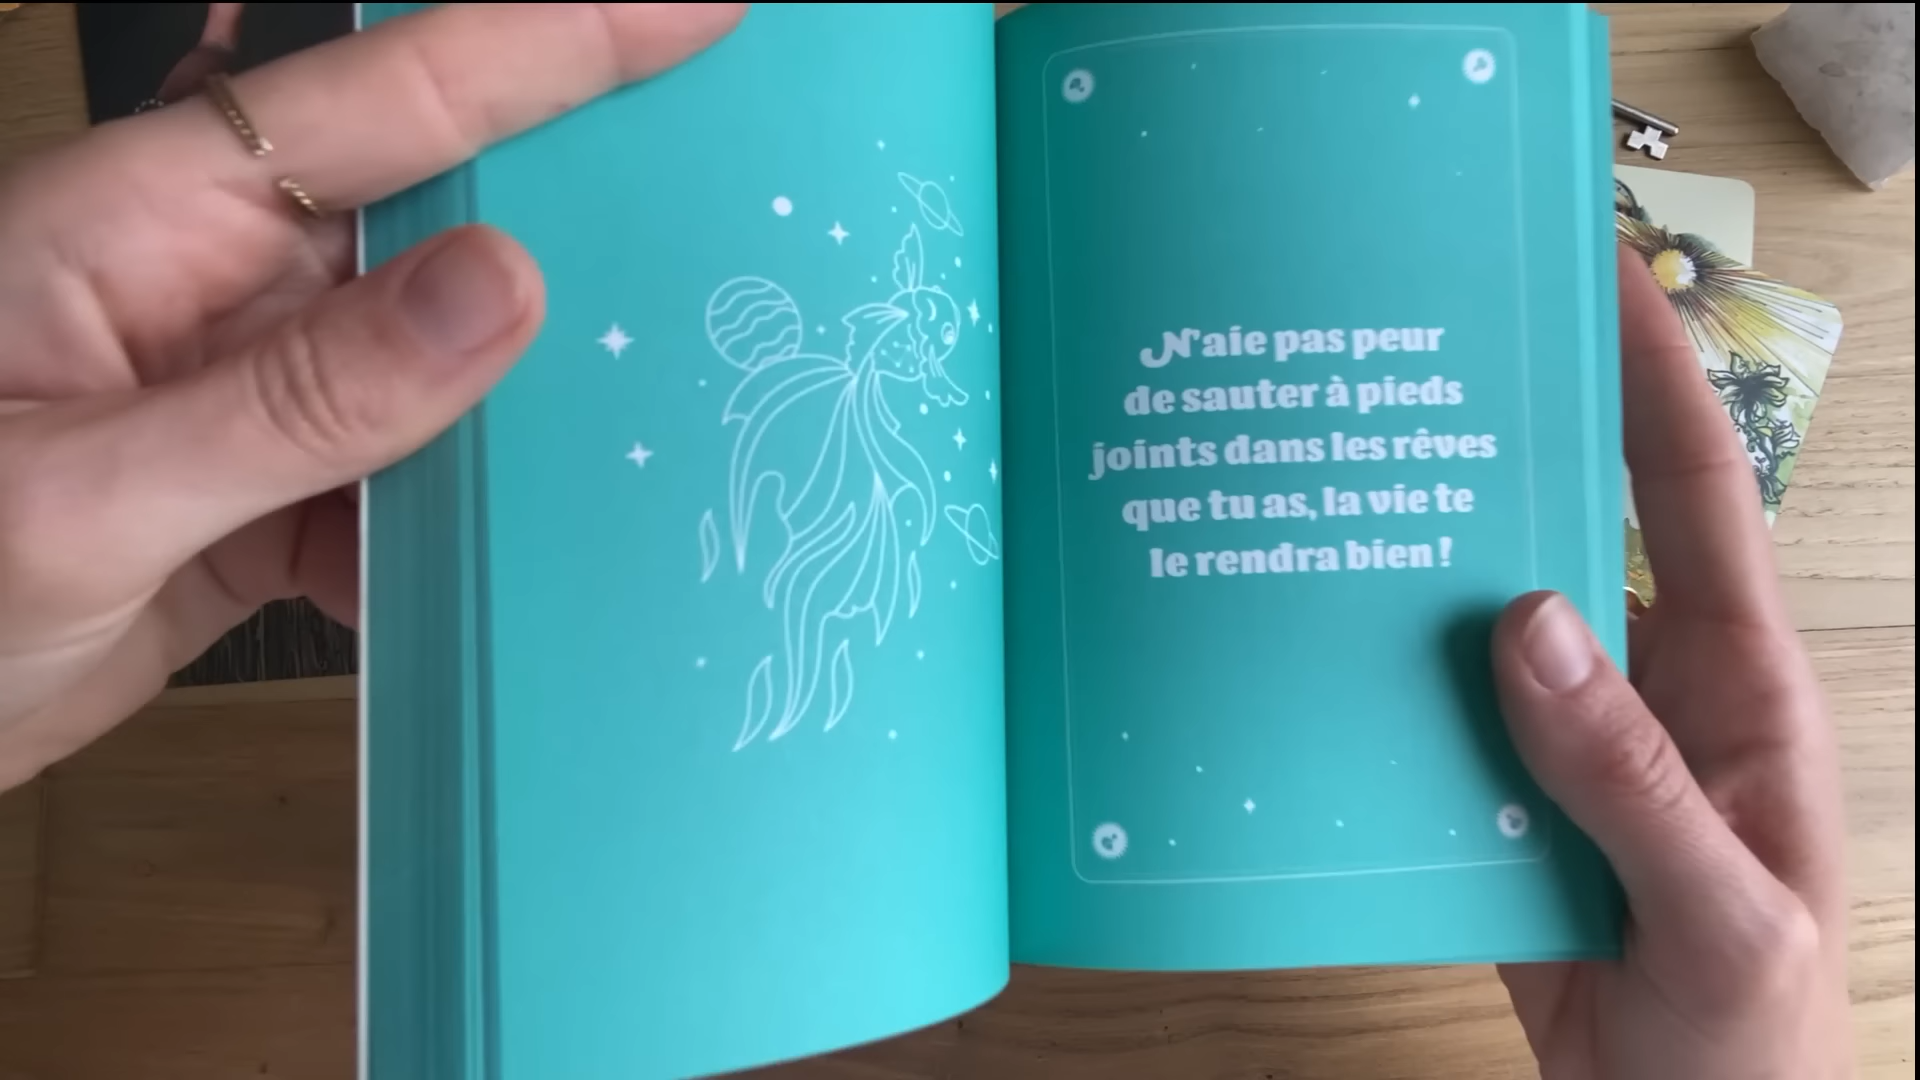 N'aie pas peur
de sauter à pieds
joints dans les rêves
que tu as, la vie te
le rendra bien !